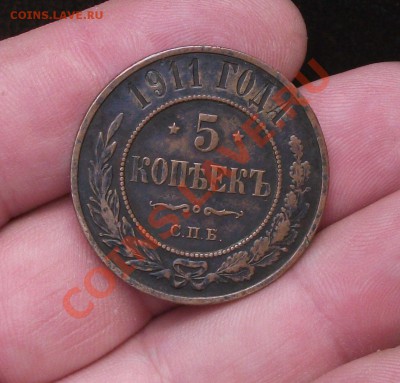 COINS.LAVE.RU
1911 ГОДА
5
КОПѢЕКЪ
С.П.Б.
COINS.LAVE.RU